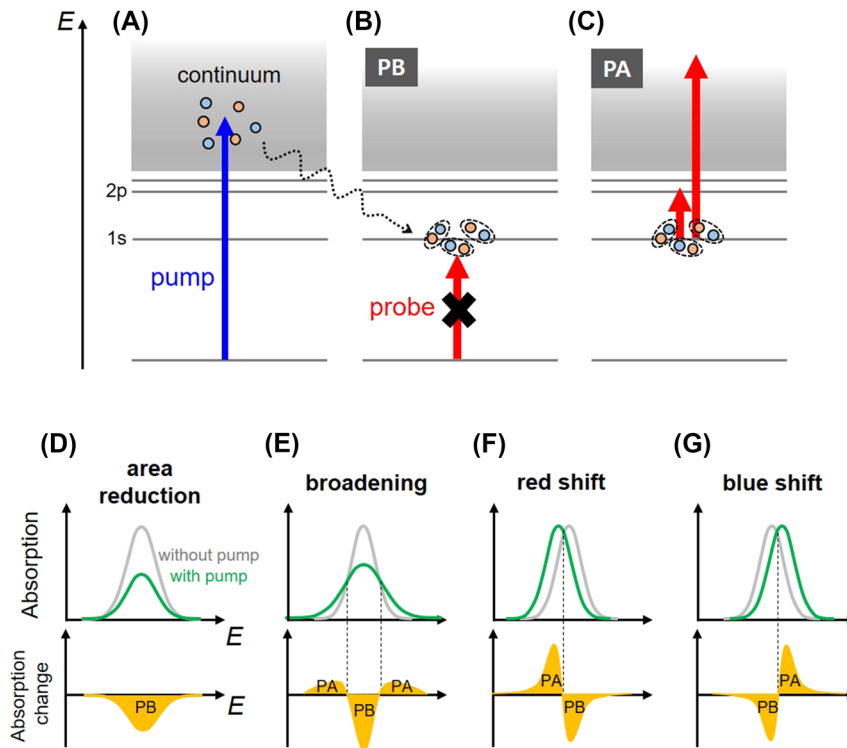 E
(A)
(B)
(C)
continuum
PB
PA
2p
1s
pump
probe
(D)
(E)
(F)
(G)
area
reduction
broadening
red shift
blue shift
Absorption
without pump
with pump
E
Absorption
change
PB
E
PA
PB
PA
PA
PB
PB
PA